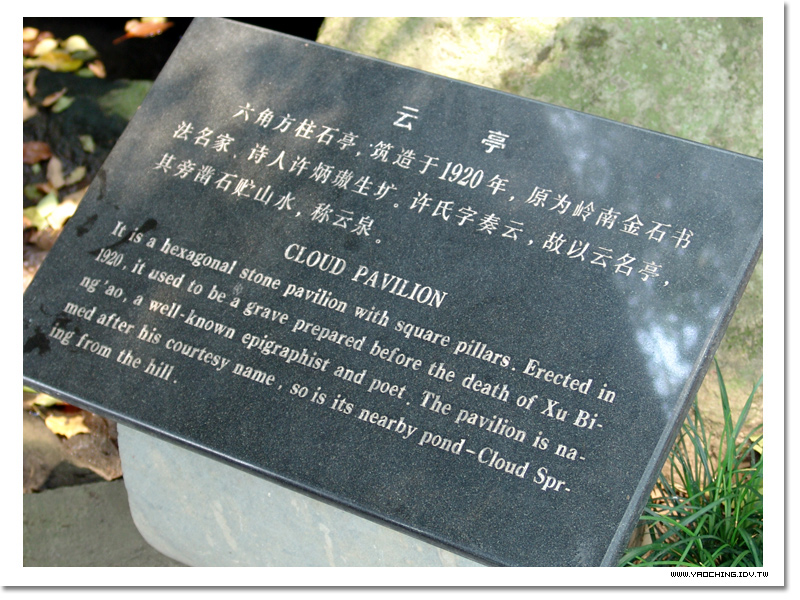 云 亭
六角方柱石亭，筑造于1920年，原为岭南金石书
法名家、诗人许炳璈生圹。许氏字奏云，故以云名亭，
其旁凿石贮山水，称云泉。
CLOUD PAVILION
It is a hexagonal stone pavilion with square pillars. Erected in
1920, it used to be a grave prepared before the death of Xu Bi-
ng'ao, a well-known epigraphist and poet. The pavilion is na-
med after his courtesy name, so is its nearby pond-Cloud Spr-
ing from the hill.
WWW.YAOCHING.IDV.TW